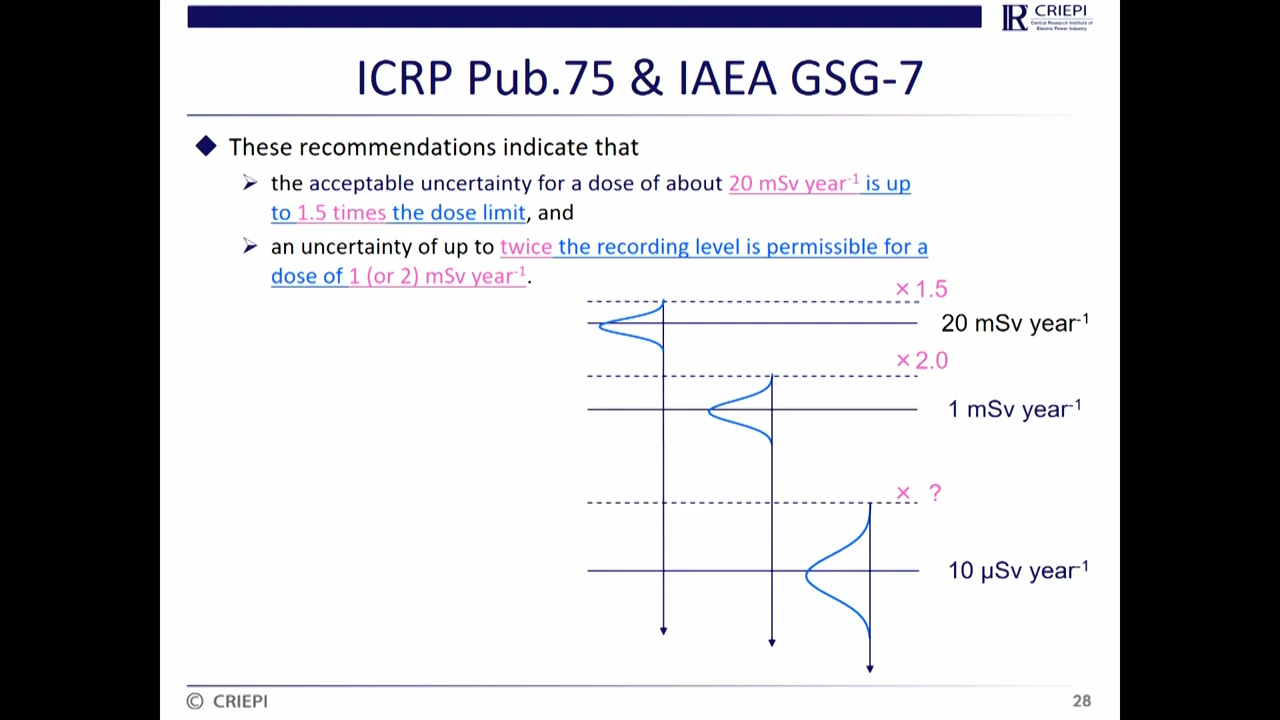 CRIEPI
Central Research Institute of
Electric Power Industry
ICRP Pub.75 & IAEA GSG-7
These recommendations indicate that
the acceptable uncertainty for a dose of about 20 mSv year⁻¹ is up
to 1.5 times the dose limit, and
an uncertainty of up to twice the recording level is permissible for a
dose of 1 (or 2) mSv year⁻¹.
×1.5
20 mSv year⁻¹
×2.0
1 mSv year⁻¹
× ?
10 µSv year⁻¹
© CRIEPI
28